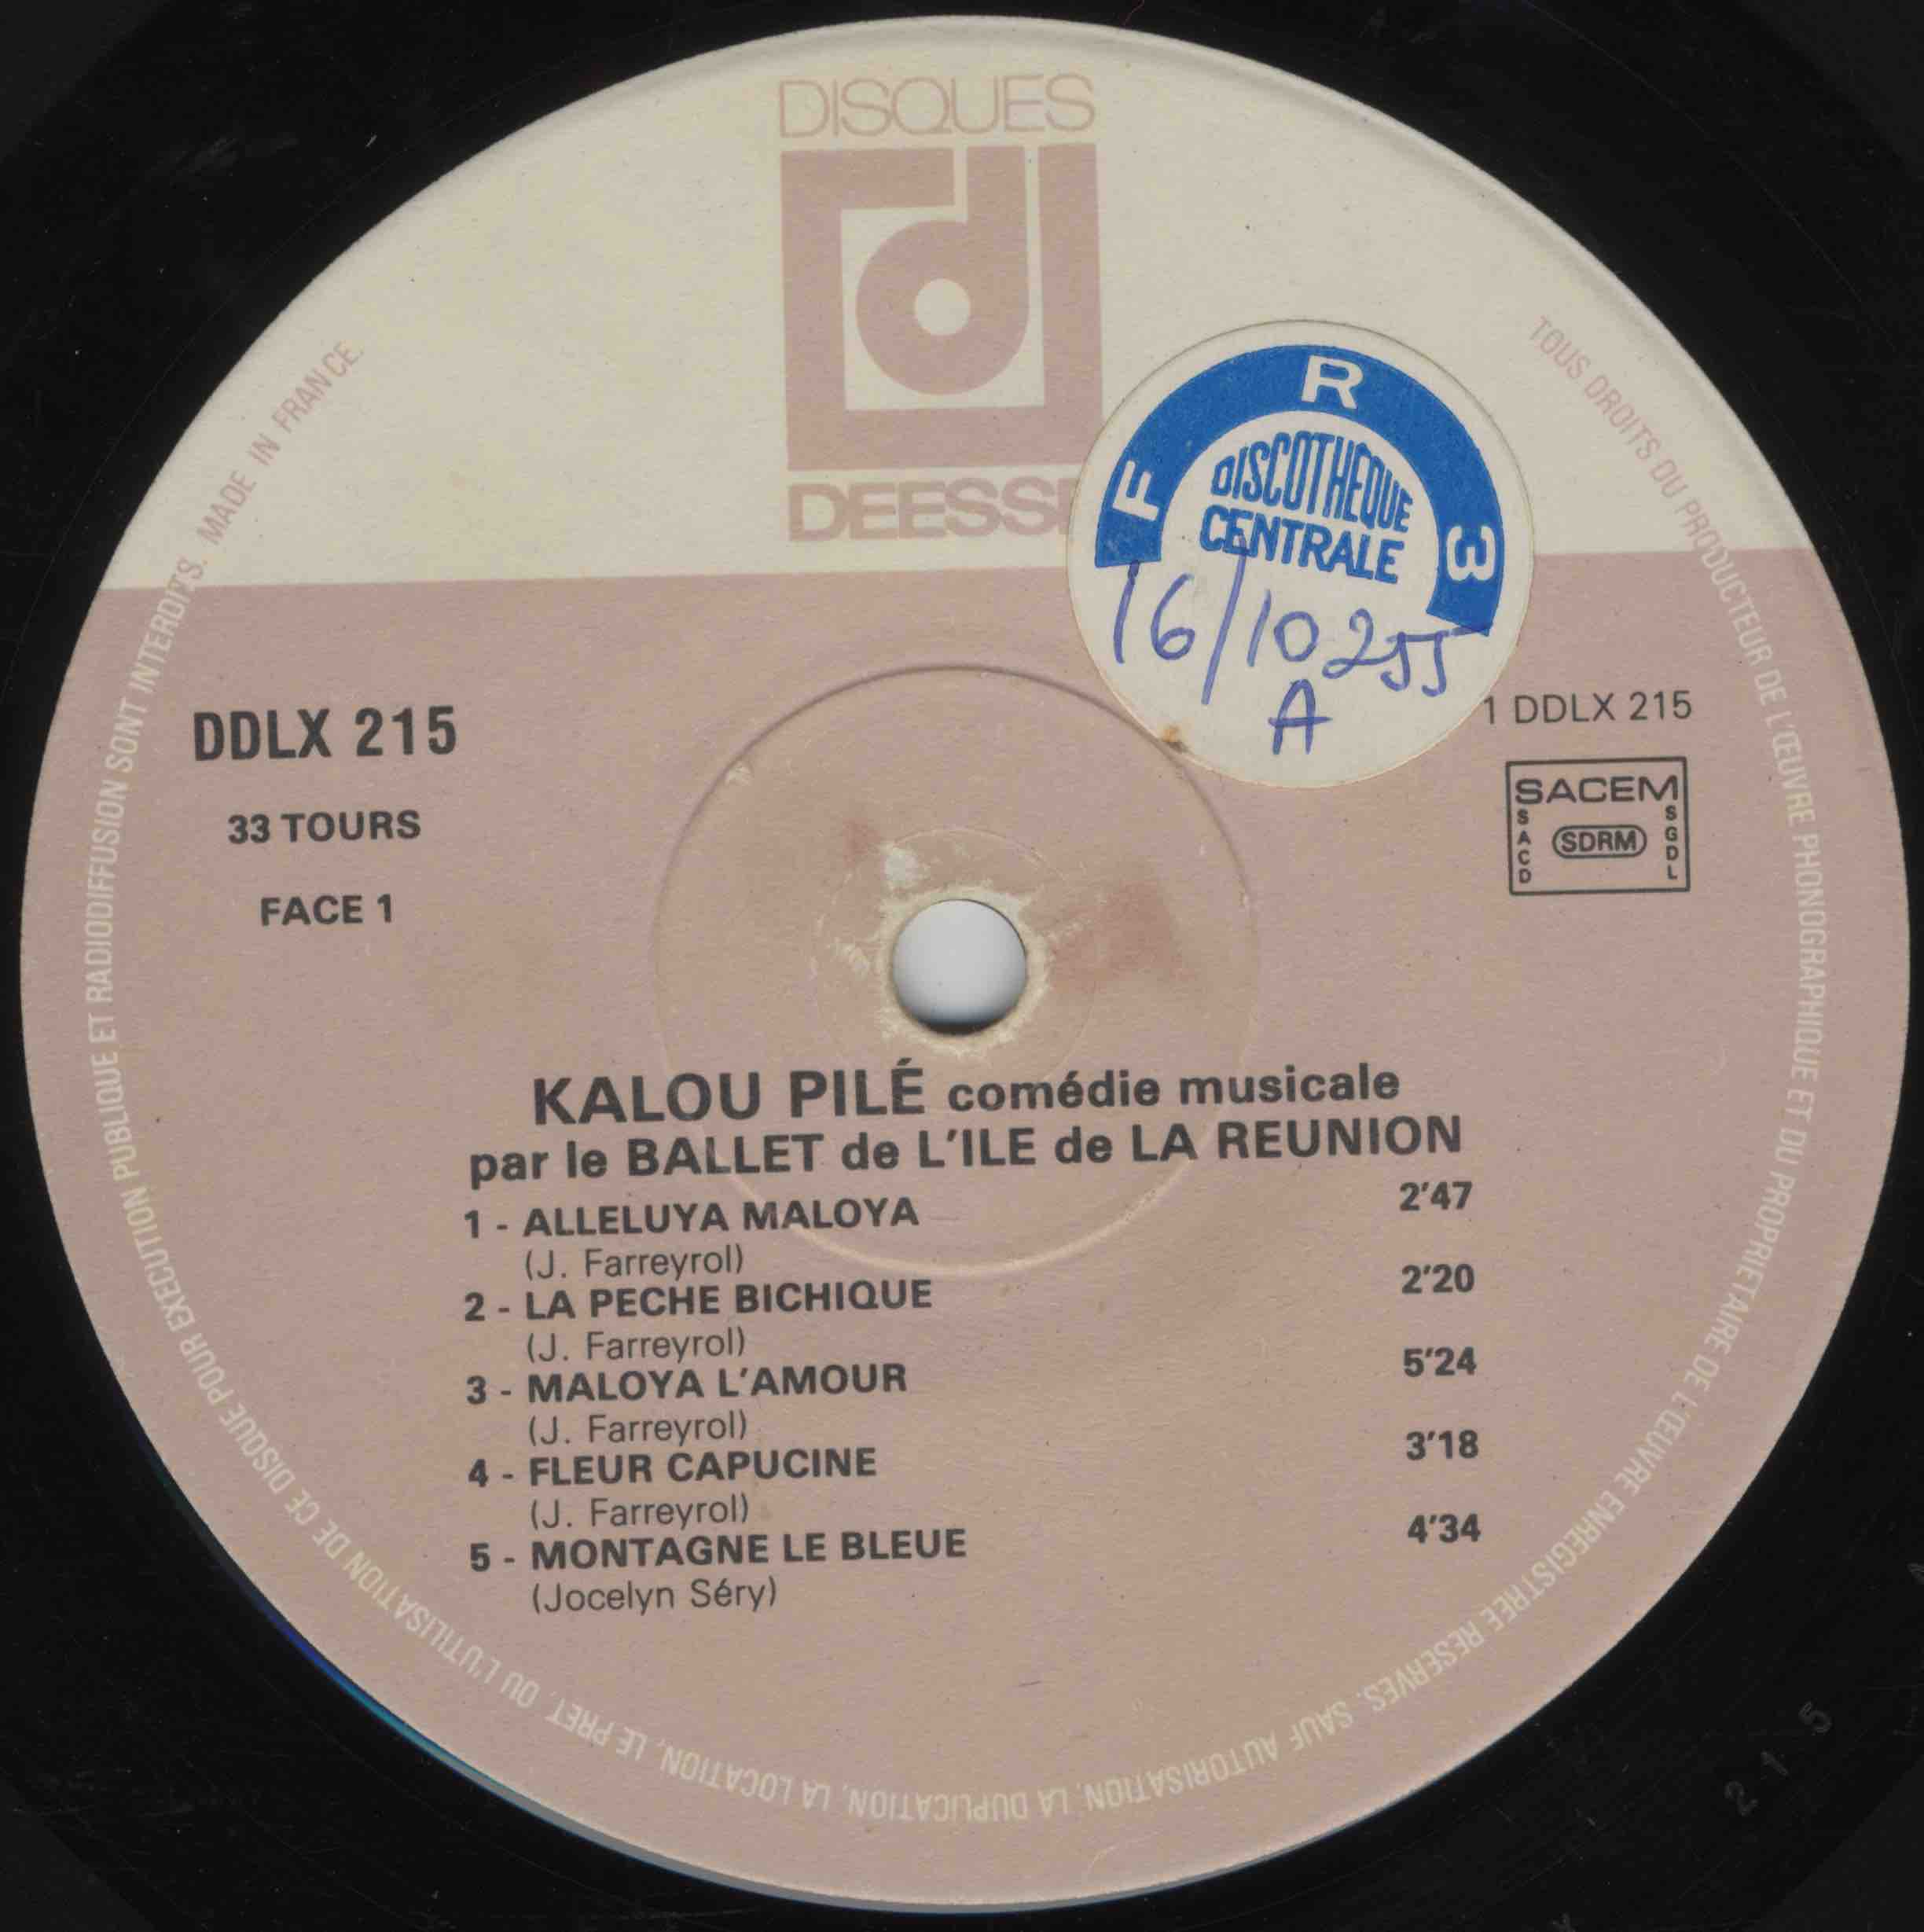 DISQUES
d
DEESS
F R 3
DISCOTHEQUE
CENTRALE
16/10255
A
DDLX 215
33 TOURS
FACE 1
1 DDLX 215
SACEM
SACD
SDRM
SGDL
KALOU PILÉ comédie musicale
par le BALLET de L'ILE de LA REUNION
1 - ALLELUYA MALOYA 2'47
(J. Farreyrol)
2 - LA PECHE BICHIQUE 2'20
(J. Farreyrol)
3 - MALOYA L'AMOUR 5'24
(J. Farreyrol)
4 - FLEUR CAPUCINE 3'18
(J. Farreyrol)
5 - MONTAGNE LE BLEUE 4'34
(Jocelyn Séry)
TOUS DROITS DU PRODUCTEUR DE L'ŒUVRE PHONOGRAPHIQUE ET DU PROPRIETAIRE DE L'ŒUVRE ENREGISTREE RESERVES. SAUF AUTORISATION, LA DUPLICATION, LA LOCATION, LE PRET, OU L'UTILISATION DE CE DISQUE POUR EXECUTION PUBLIQUE ET RADIODIFFUSION SONT INTERDITS. MADE IN FRANCE.
215